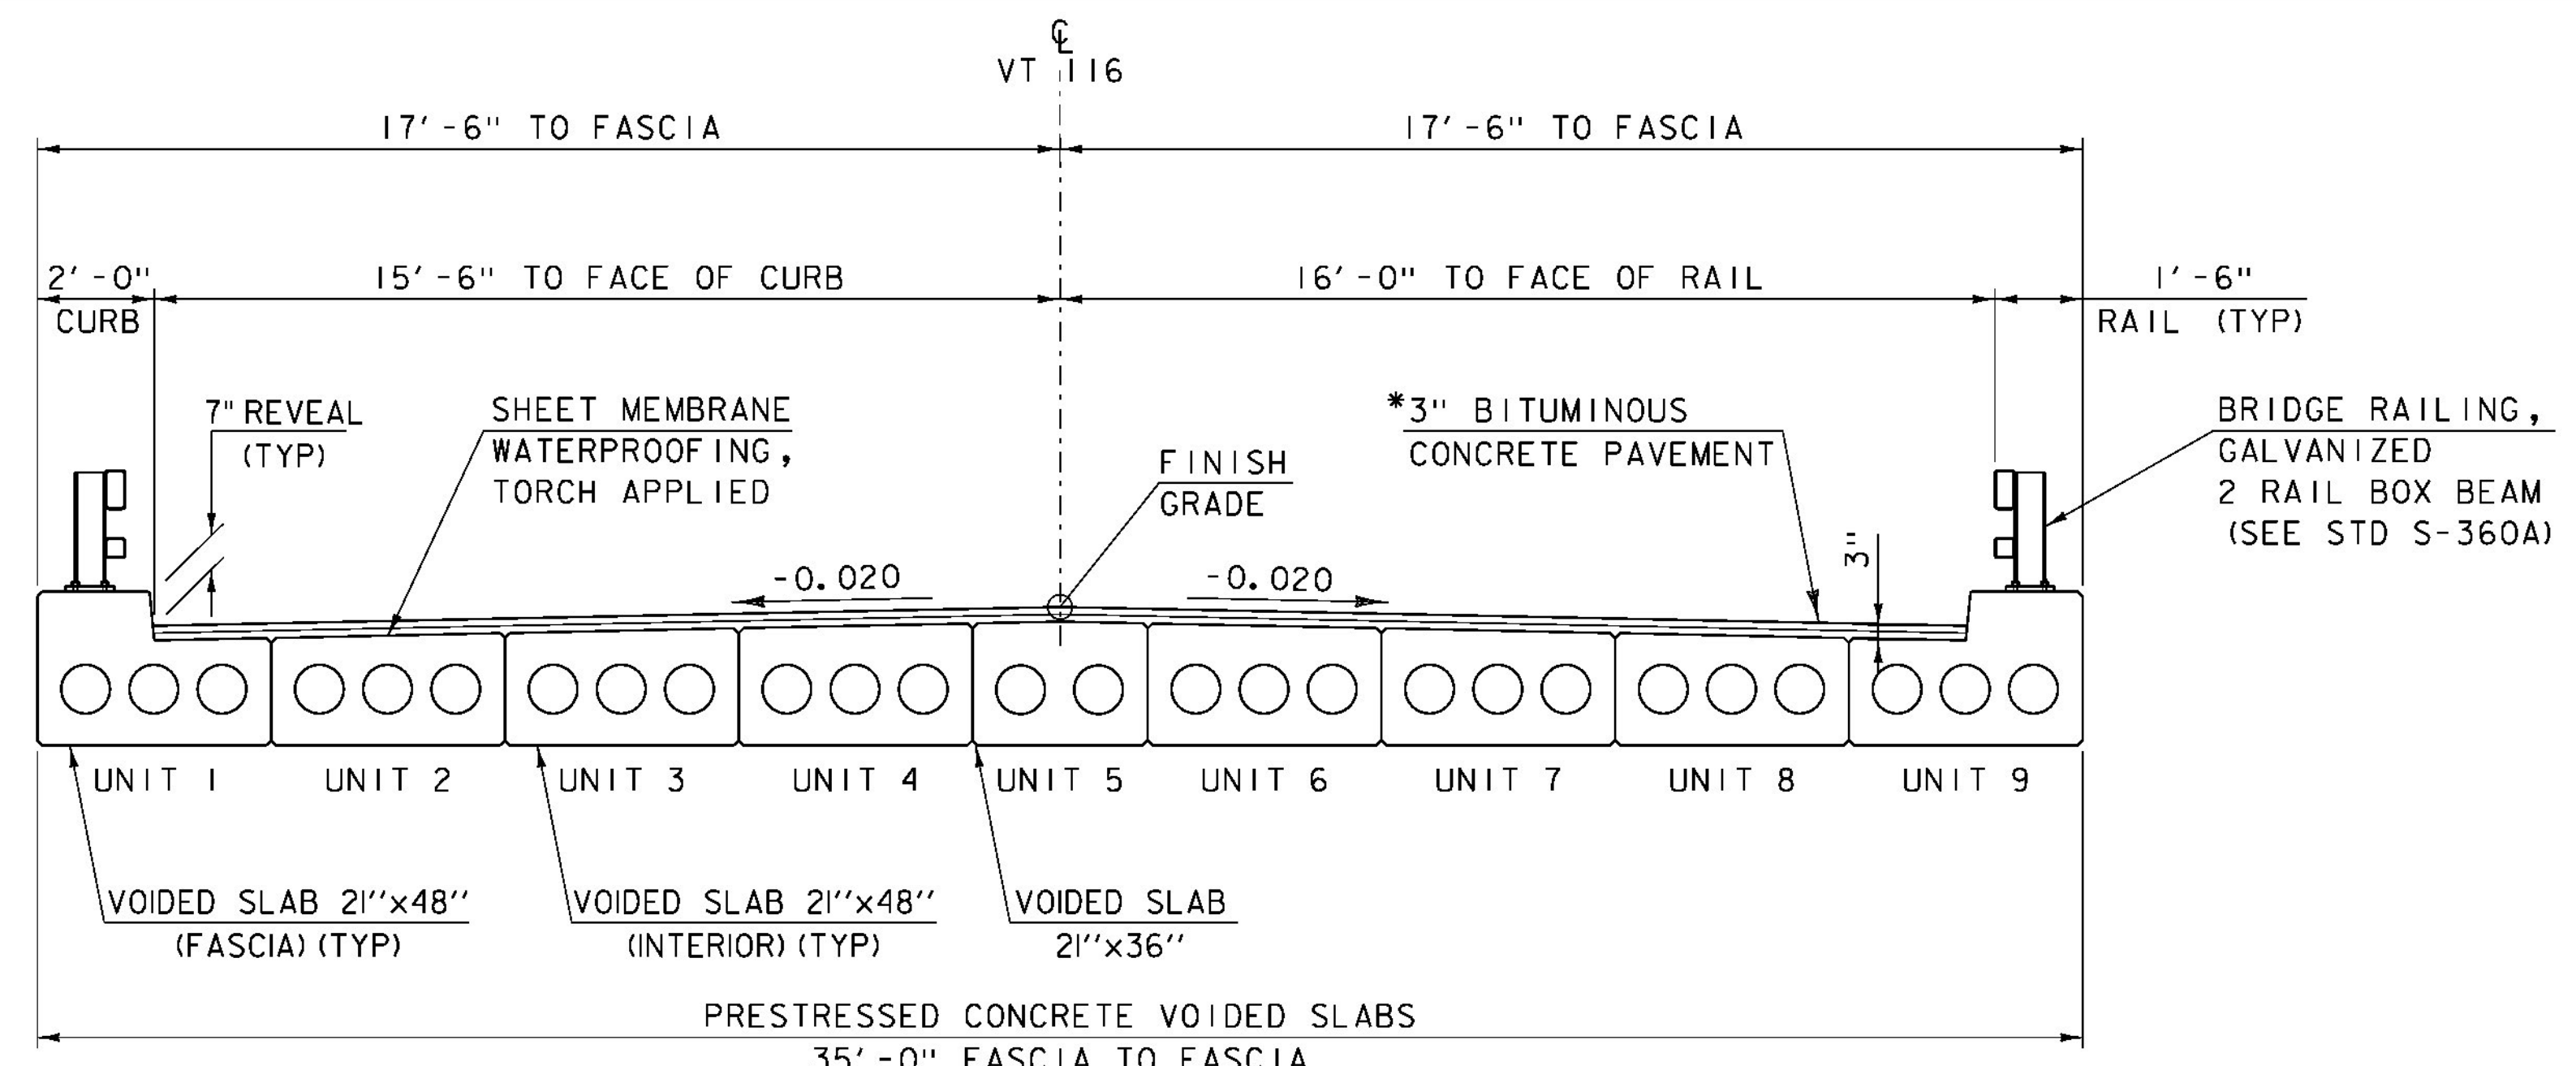 ℄
VT 116
17'-6" TO FASCIA
17'-6" TO FASCIA
2'-0"
CURB
15'-6" TO FACE OF CURB
16'-0" TO FACE OF RAIL
1'-6"
RAIL (TYP)
7" REVEAL
(TYP)
SHEET MEMBRANE
WATERPROOFING,
TORCH APPLIED
FINISH
GRADE
*3" BITUMINOUS
CONCRETE PAVEMENT
3"
BRIDGE RAILING,
GALVANIZED
2 RAIL BOX BEAM
(SEE STD S-360A)
-0.020
-0.020
UNIT 1
UNIT 2
UNIT 3
UNIT 4
UNIT 5
UNIT 6
UNIT 7
UNIT 8
UNIT 9
VOIDED SLAB 21''x48''
(FASCIA) (TYP)
VOIDED SLAB 21''x48''
(INTERIOR) (TYP)
VOIDED SLAB
21''x36''
PRESTRESSED CONCRETE VOIDED SLABS
35'-0" FASCIA TO FASCIA